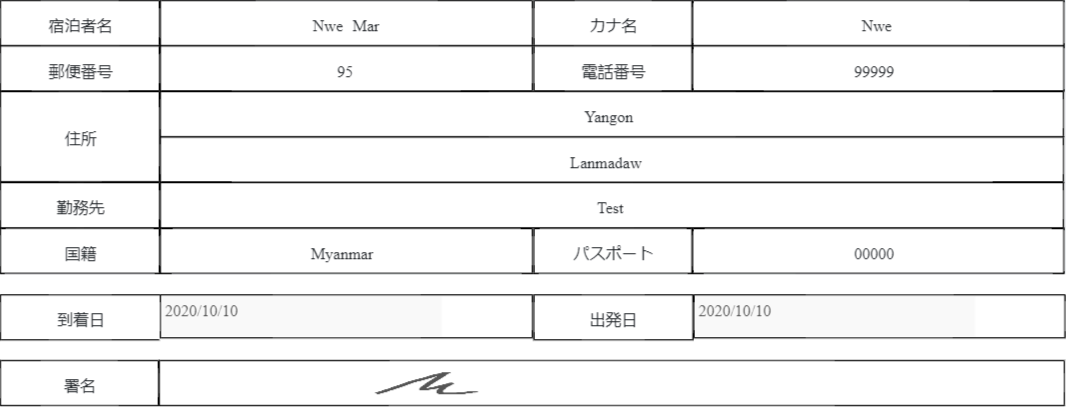 宿泊者名 Nwe Mar カナ名 Nwe
郵便番号 95 電話番号 99999
住所 Yangon
Lanmadaw
勤務先 Test
国籍 Myanmar パスポート 00000
到着日 2020/10/10 出発日 2020/10/10
署名